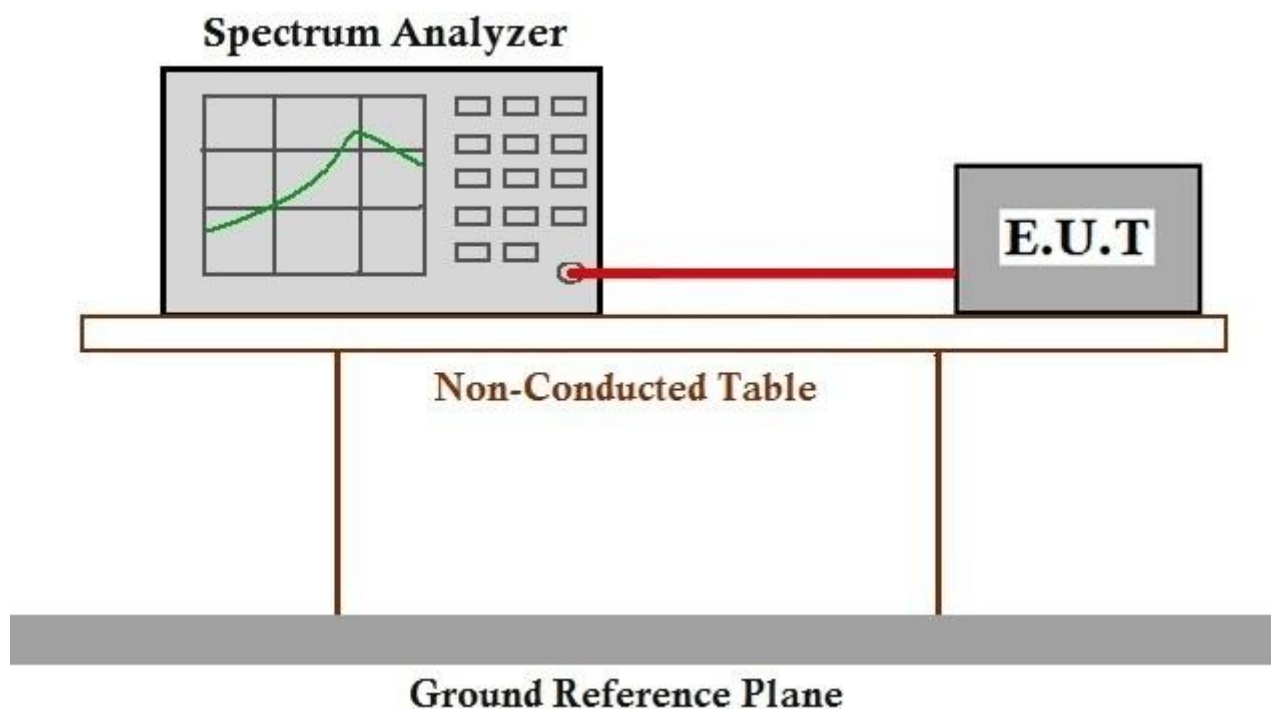 Spectrum Analyzer
E.U.T
Non-Conducted Table
Ground Reference Plane